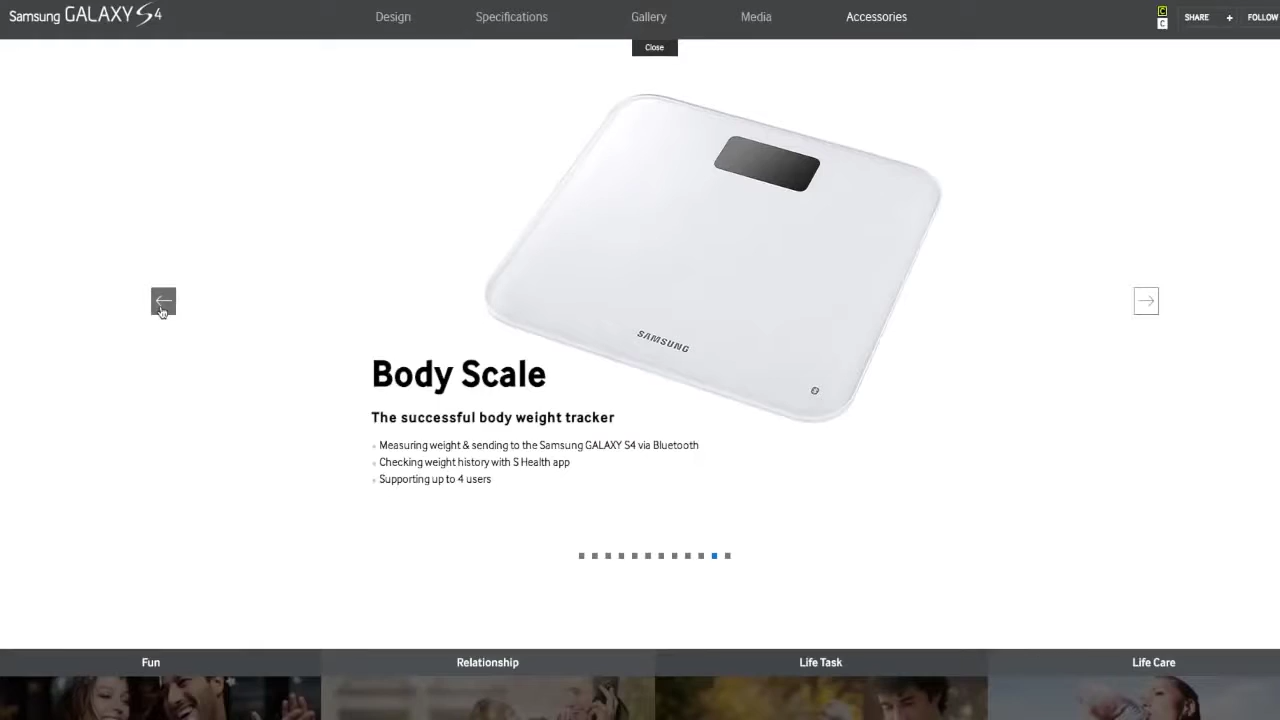 Samsung GALAXY S4
Design
Specifications
Gallery
Media
Accessories
C
C
SHARE +
FOLLOW
Close
SAMSUNG
Body Scale
The successful body weight tracker
Measuring weight & sending to the Samsung GALAXY S4 via Bluetooth
Checking weight history with S Health app
Supporting up to 4 users
Fun
Relationship
Life Task
Life Care